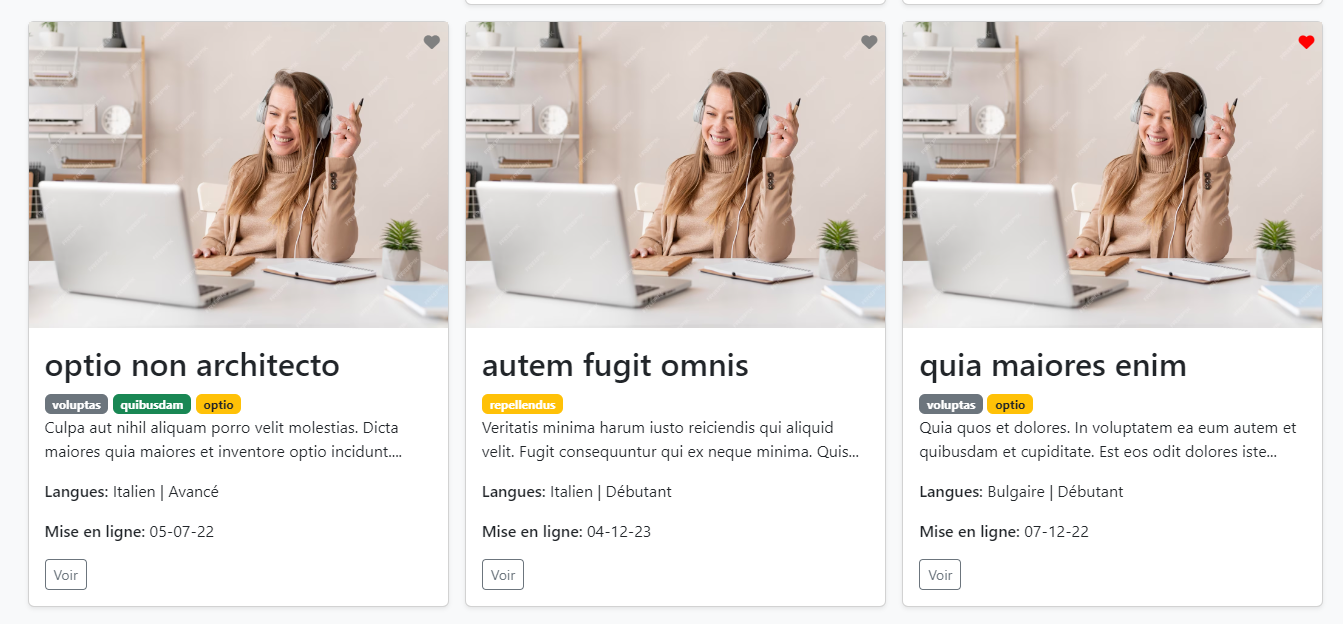 optio non architecto
voluptas quibusdam optio
Culpa aut nihil aliquam porro velit molestias. Dicta
maiores quia maiores et inventore optio incidunt....
Langues: Italien | Avancé
Mise en ligne: 05-07-22
Voir
autem fugit omnis
repellendus
Veritatis minima harum iusto reiciendis qui aliquid
velit. Fugit consequuntur qui ex neque minima. Quis...
Langues: Italien | Débutant
Mise en ligne: 04-12-23
Voir
quia maiores enim
voluptas optio
Quia quos et dolores. In voluptatem ea eum autem et
quibusdam et cupiditate. Est eos odit dolores iste...
Langues: Bulgaire | Débutant
Mise en ligne: 07-12-22
Voir